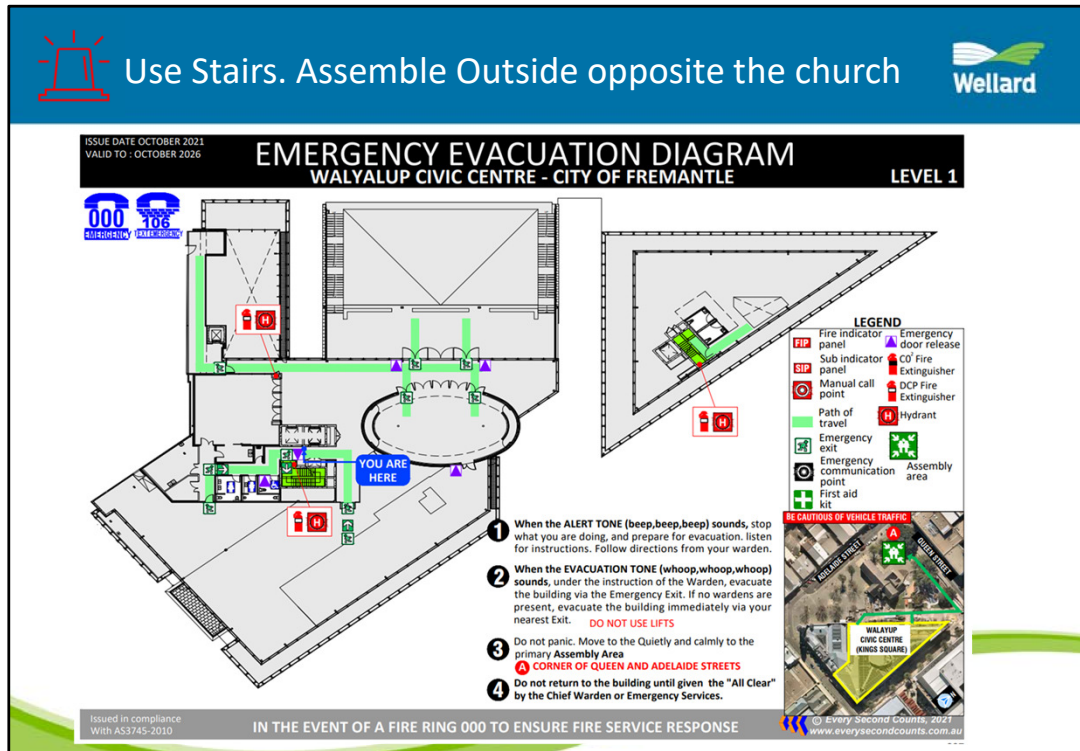 Use Stairs. Assemble Outside opposite the church
Wellard
ISSUE DATE OCTOBER 2021
VALID TO : OCTOBER 2026
EMERGENCY EVACUATION DIAGRAM
WALYALUP CIVIC CENTRE - CITY OF FREMANTLE
LEVEL 1
000
EMERGENCY
106
TEXT EMERGENCY
H
H
YOU ARE
HERE
H
LEGEND
FIP
Fire indicator
panel
Emergency
door release
SIP
Sub indicator
panel
C0² Fire
Extinguisher
Manual call
point
DCP Fire
Extinguisher
Path of
travel
H
Hydrant
Emergency
exit
Emergency
communication
point
Assembly
area
First aid
kit
1 When the ALERT TONE (beep,beep,beep) sounds, stop
what you are doing, and prepare for evacuation. listen
for instructions. Follow directions from your warden.
2 When the EVACUATION TONE (whoop,whoop,whoop)
sounds, under the instruction of the Warden, evacuate
the building via the Emergency Exit. If no wardens are
present, evacuate the building immediately via your
nearest Exit. DO NOT USE LIFTS
3 Do not panic. Move to the Quietly and calmly to the
primary Assembly Area
A CORNER OF QUEEN AND ADELAIDE STREETS
4 Do not return to the building until given the "All Clear"
by the Chief Warden or Emergency Services.
BE CAUTIOUS OF VEHICLE TRAFFIC
A
ADELAIDE STREET
QUEEN STREET
WALAYUP
CIVIC CENTRE
(KINGS SQUARE)
Issued in compliance
With AS3745-2010
IN THE EVENT OF A FIRE RING 000 TO ENSURE FIRE SERVICE RESPONSE
© Every Second Counts, 2021
www.everysecondcounts.com.au